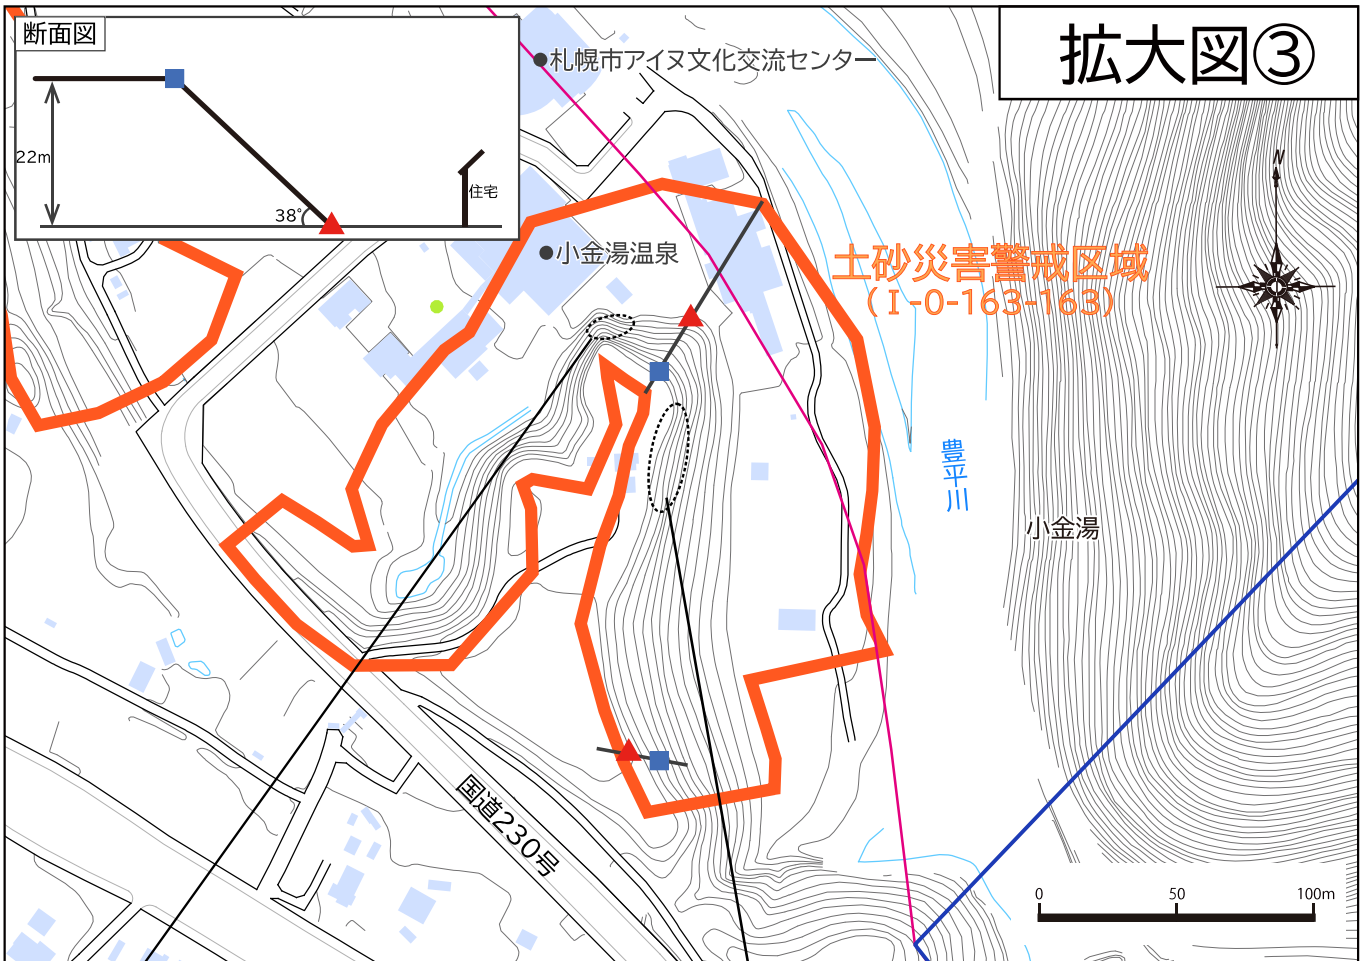 断面図
22m
38°
住宅
拡大図③
札幌市アイヌ文化交流センター
小金湯温泉
土砂災害警戒区域
(Ⅰ-0-163-163)
N
豊平川
小金湯
国道230号
0 50 100m